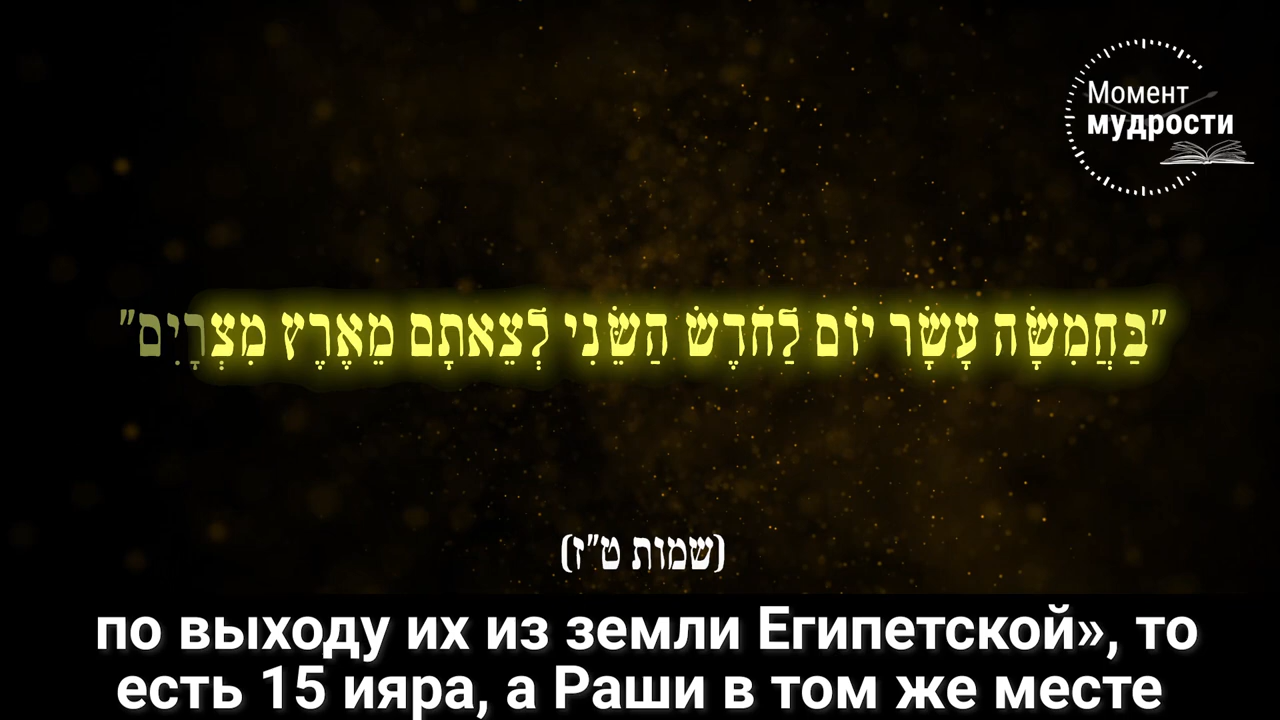 Момент
мудрости
"בַּחֲמִשָּׁה עָשָׂר יוֹם לַחֹדֶשׁ הַשֵּׁנִי לְצֵאתָם מֵאֶרֶץ מִצְרָיִם"
(שמות ט"ז)
по выходу их из земли Египетской», то
есть 15 ияра, а Раши в том же месте